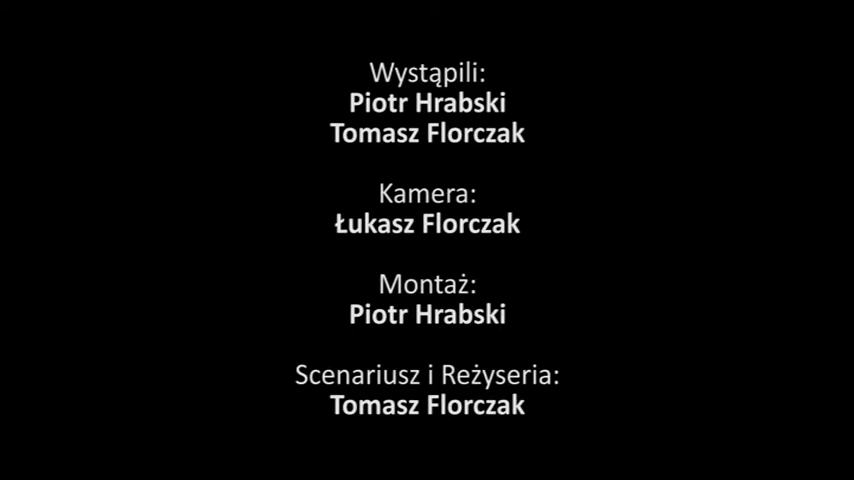 Wystąpili:
Piotr Hrabski
Tomasz Florczak
Kamera:
Łukasz Florczak
Montaż:
Piotr Hrabski
Scenariusz i Reżyseria:
Tomasz Florczak